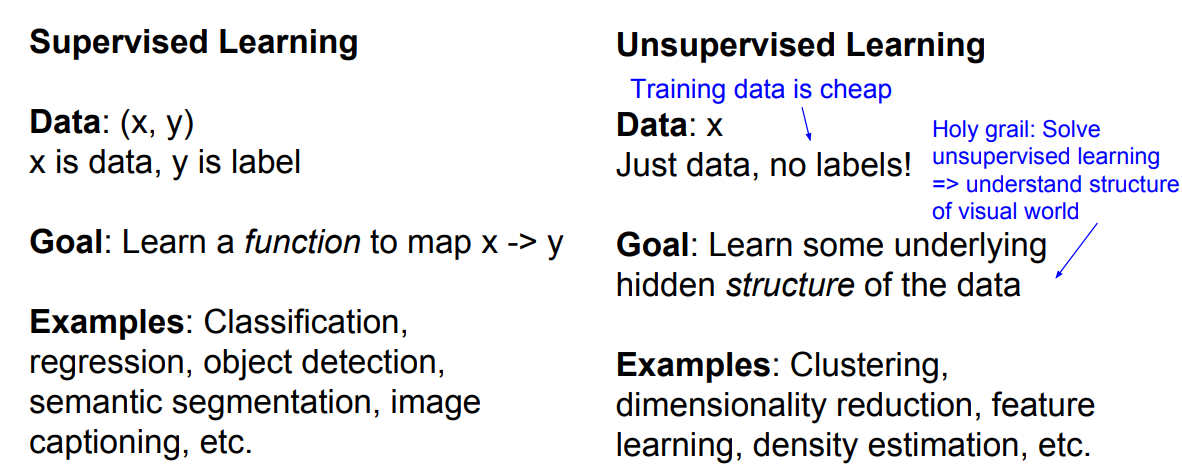 Supervised Learning
Data: (x, y)
x is data, y is label
Goal: Learn a function to map x -> y
Examples: Classification,
regression, object detection,
semantic segmentation, image
captioning, etc.
Unsupervised Learning
Training data is cheap
Data: x
Just data, no labels!
Holy grail: Solve
unsupervised learning
=> understand structure
of visual world
Goal: Learn some underlying
hidden structure of the data
Examples: Clustering,
dimensionality reduction, feature
learning, density estimation, etc.